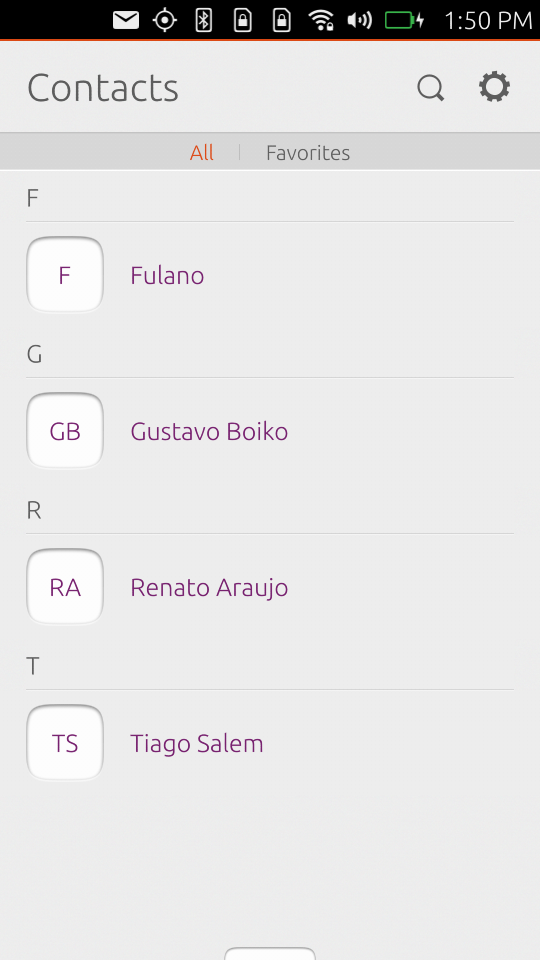 1:50 PM
Contacts
All Favorites
F
F Fulano
G
GB Gustavo Boiko
R
RA Renato Araujo
T
TS Tiago Salem